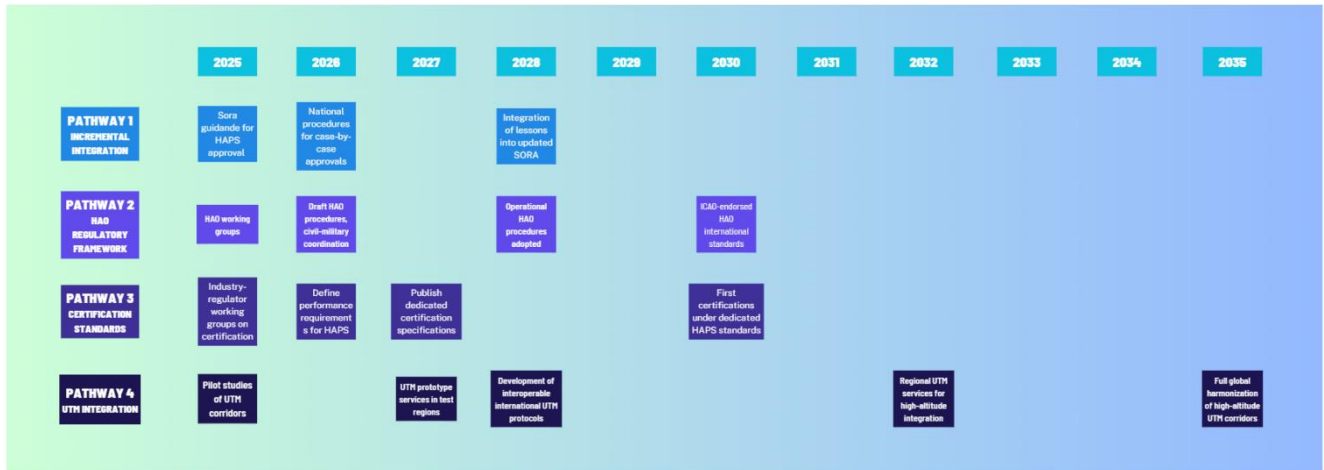 2025 2026 2027 2028 2029 2030 2031 2032 2033 2034 2035
PATHWAY 1
INCREMENTAL
INTEGRATION
Sora
guidande for
HAPS
approval
National
procedures
for case-by-
case
approvals
Integration
of lessons
into updated
SORA
PATHWAY 2
HAO
REGULATORY
FRAMEWORK
HAO working
groups
Draft HAO
procedures,
civil-military
coordination
Operational
HAO
procedures
adopted
ICAO-endorsed
HAO
international
standards
PATHWAY 3
CERTIFICATION
STANDARDS
Industry-
regulator
working
groups on
certification
Define
performance
requirement
s for HAPS
Publish
dedicated
certification
specifications
First
certifications
under dedicated
HAPS standards
PATHWAY 4
UTM INTEGRATION
Pilot studies
of UTM
corridors
UTM prototype
services in test
regions
Development of
interoperable
international UTM
protocols
Regional UTM
services for
high-altitude
integration
Full global
harmonization
of high-altitude
UTM corridors